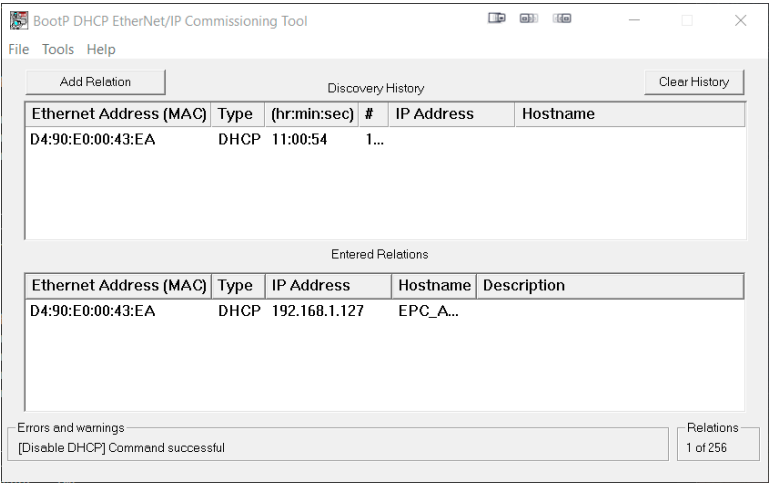 BootP DHCP EtherNet/IP Commissioning Tool
File Tools Help
Add Relation Discovery History Clear History
Ethernet Address (MAC) Type (hr:min:sec) # IP Address Hostname
D4:90:E0:00:43:EA DHCP 11:00:54 1...
Entered Relations
Ethernet Address (MAC) Type IP Address Hostname Description
D4:90:E0:00:43:EA DHCP 192.168.1.127 EPC_A...
Errors and warnings Relations
[Disable DHCP] Command successful 1 of 256